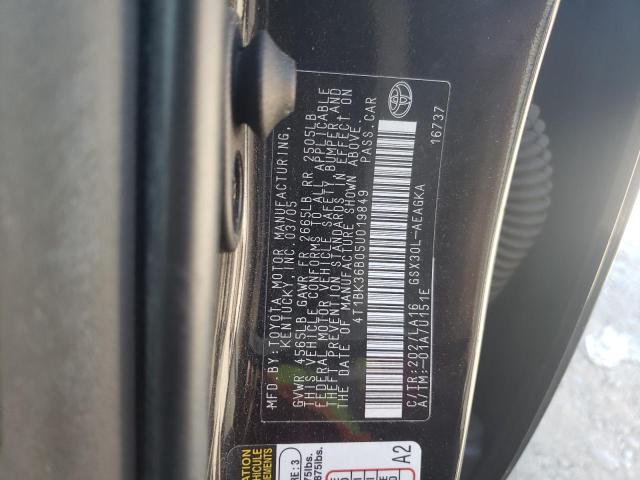 MFD.BY:TOYOTA MOTOR MANUFACTURING,
KENTUCKY, INC. 03/05
GVWR 4565LB GAWR FR 2665LB RR 2505LB
THIS VEHICLE CONFORMS TO ALL APPLICABLE
FEDERAL MOTOR VEHICLE SAFETY, BUMPER, AND
THEFT PREVENTION STANDARDS IN EFFECT ON
THE DATE OF MANUFACTURE SHOWN ABOVE.
4T1BK36B05U019849 PASS.CAR
C/TR:202/LA16 GSX30L-AEAGKA
A/TM:-01A/U151E 16737
A2